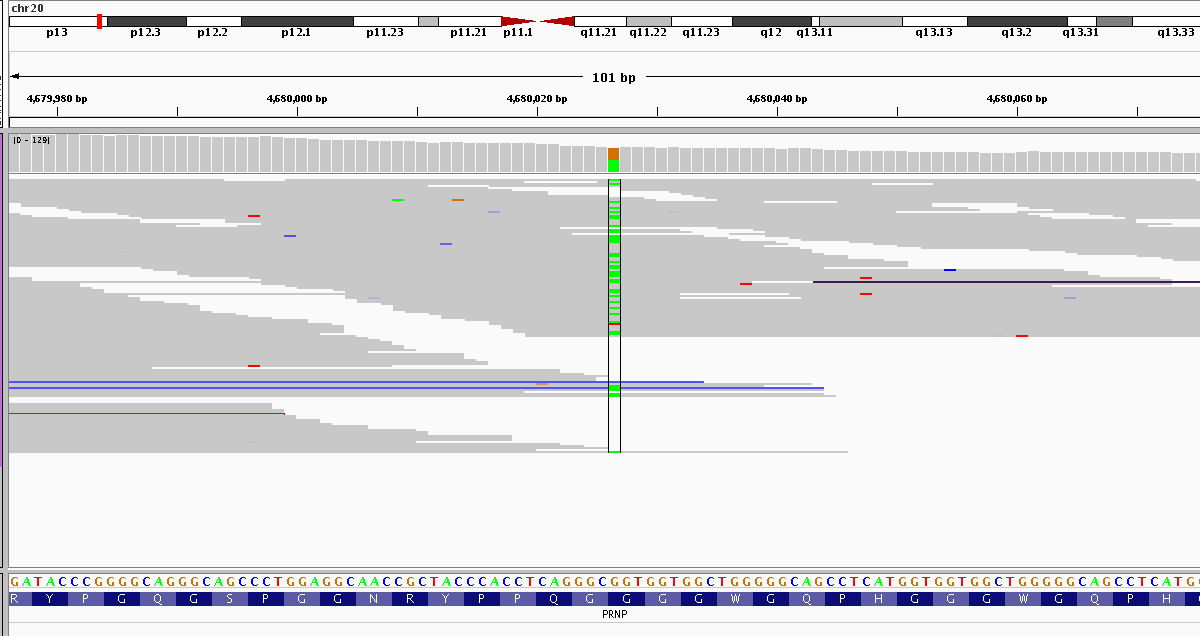 chr20
p13 p12.3 p12.2 p12.1 p11.23 p11.21 p11.1 q11.21 q11.22 q11.23 q12 q13.11 q13.13 q13.2 q13.31 q13.33
101 bp
4,679,980 bp 4,680,000 bp 4,680,020 bp 4,680,040 bp 4,680,060 bp
[0 - 129]
GATACCCGGGGCAGGGCAGCCCTGGAGGCAACCGCTACCCACCTCAGGGCGGTGGTGGCTGGGGGCAGCCTCATGGTGGTGGCTGGGGGCAGCCTCATG
R Y P G Q G S P G G N R Y P P Q G G G G W G Q P H G G G W G Q P H
PRNP